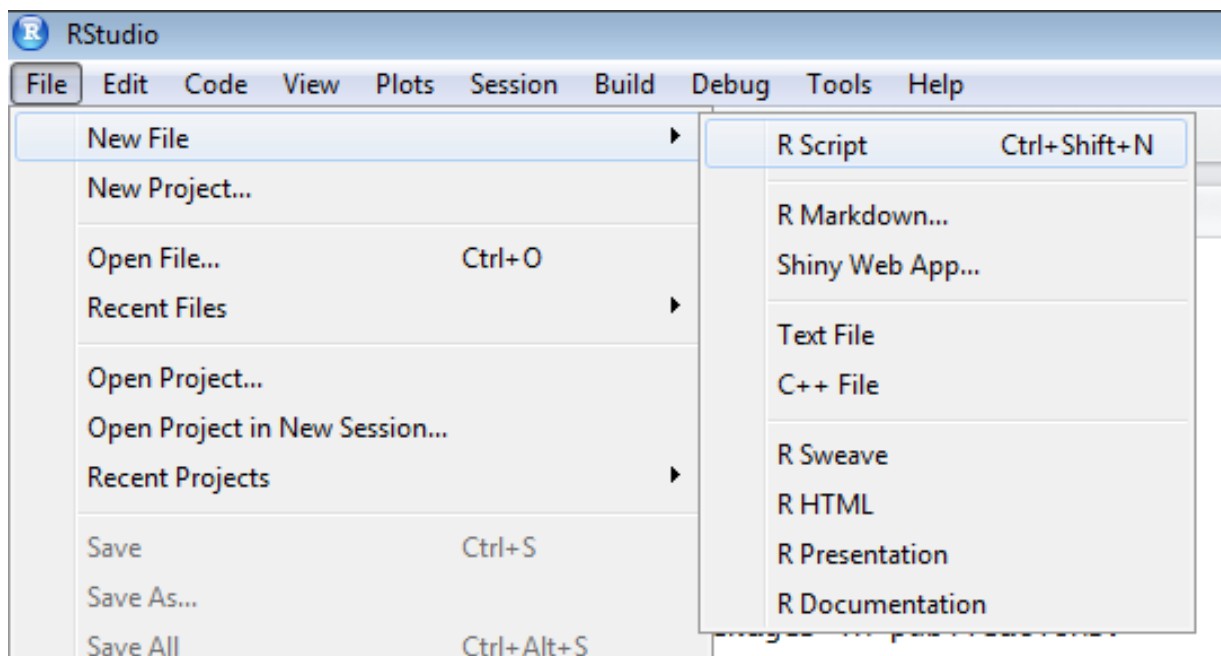 RStudio
File Edit Code View Plots Session Build Debug Tools Help
New File
New Project...
Open File... Ctrl+O
Recent Files
Open Project...
Open Project in New Session...
Recent Projects
Save Ctrl+S
Save As...
Save All Ctrl+Alt+S
R Script Ctrl+Shift+N
R Markdown...
Shiny Web App...
Text File
C++ File
R Sweave
R HTML
R Presentation
R Documentation